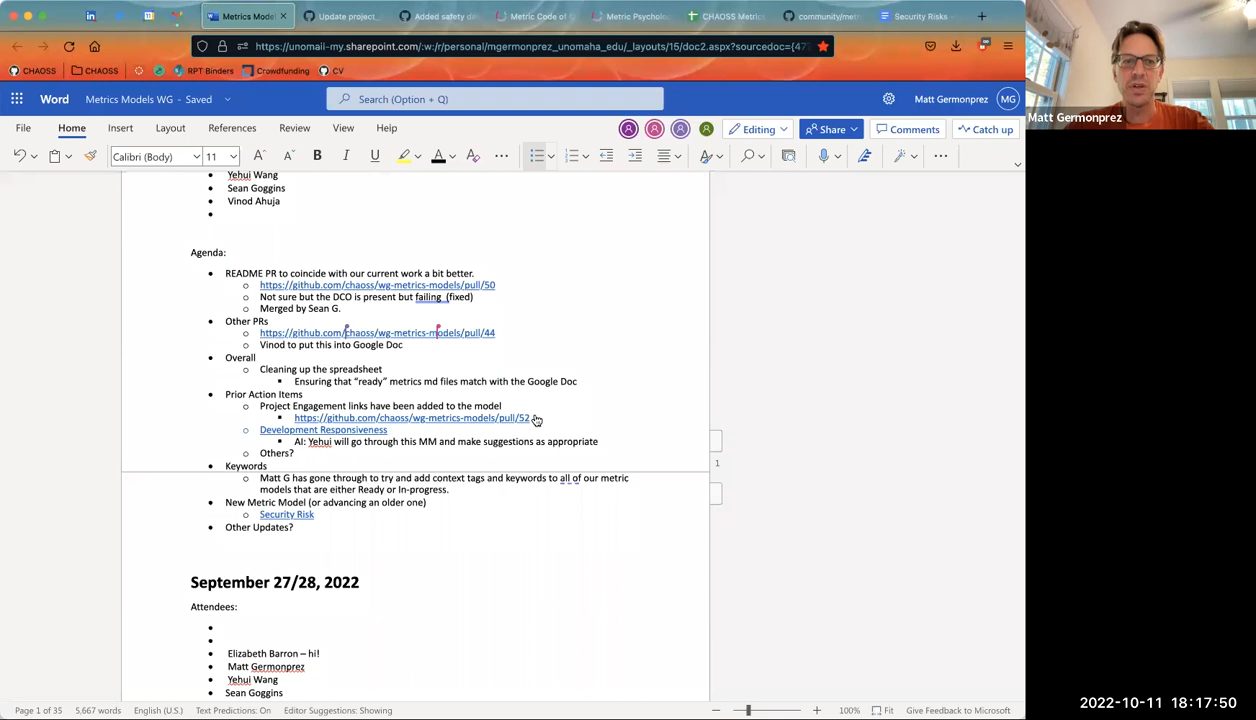 Metrics Model
Update project_
Added safety di
Metric Code of C
Metric Psycholo
CHAOSS Metric
community/me
Security Risks -
https://unomail-my.sharepoint.com/:w:/r/personal/mgermonprez_unomaha_edu/_layouts/15/doc2.aspx?sourcedoc={47
CHAOSS
CHAOSS
RPT Binders
Crowdfunding
CV
Word
Metrics Models WG - Saved
Search (Option + Q)
Matt Germonprez
MG
Matt Germonprez
File
Home
Insert
Layout
References
Review
View
Help
Editing
Share
Comments
Catch up
Calibri (Body)
11
B
I
U
A
Yehui Wang
Sean Goggins
Vinod Ahuja
Agenda:
README PR to coincide with our current work a bit better.
https://github.com/chaoss/wg-metrics-models/pull/50
Not sure but the DCO is present but failing (fixed)
Merged by Sean G.
Other PRs
https://github.com/chaoss/wg-metrics-models/pull/44
Vinod to put this into Google Doc
Overall
Cleaning up the spreadsheet
Ensuring that “ready” metrics md files match with the Google Doc
Prior Action Items
Project Engagement links have been added to the model
https://github.com/chaoss/wg-metrics-models/pull/52
Development Responsiveness
AI: Yehui will go through this MM and make suggestions as appropriate
Others?
Keywords
Matt G has gone through to try and add context tags and keywords to all of our metric
models that are either Ready or In-progress.
New Metric Model (or advancing an older one)
Security Risk
Other Updates?
1
September 27/28, 2022
Attendees:
Elizabeth Barron – hi!
Matt Germonprez
Yehui Wang
Sean Goggins
Page 1 of 35
5,667 words
English (U.S.)
Text Predictions: On
Editor Suggestions: Showing
100%
Fit
Give Feedback to Microsoft
2022-10-11 18:17:50